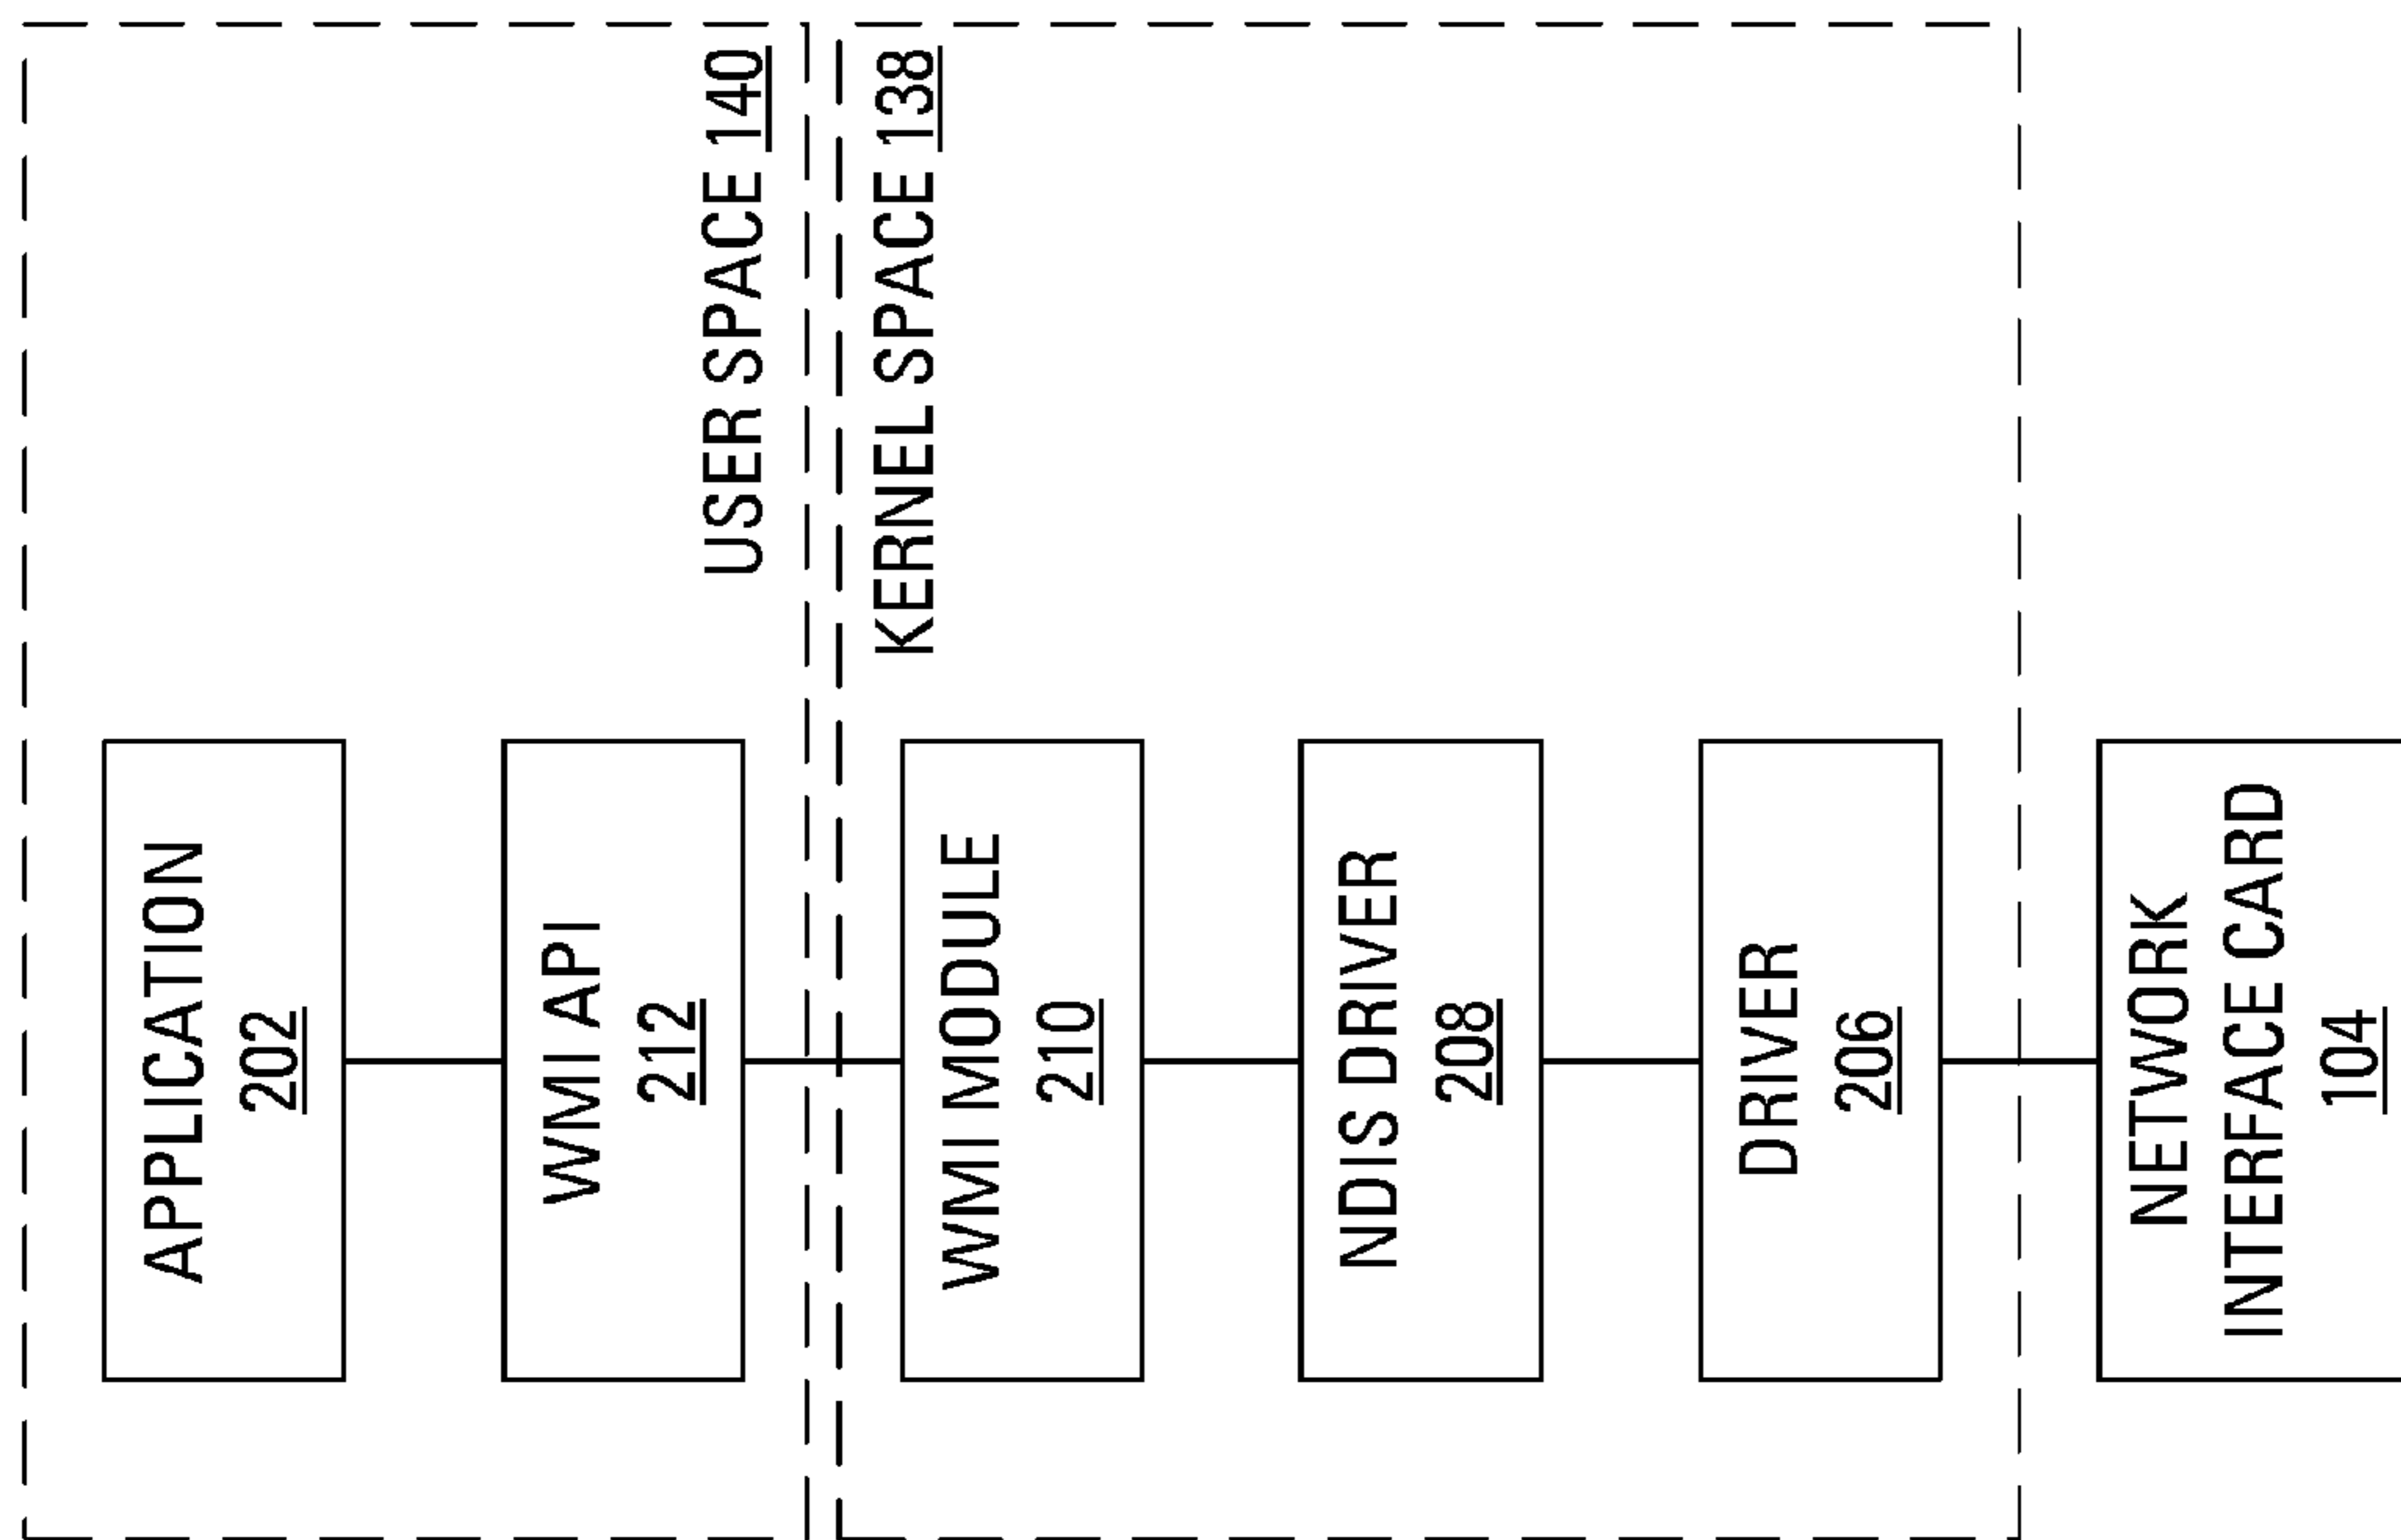 APPLICATION
202
WMI API
212
USER SPACE 140
KERNEL SPACE 138
WMI MODULE
210
NDIS DRIVER
208
DRIVER
206
NETWORK
INTERFACE CARD
104